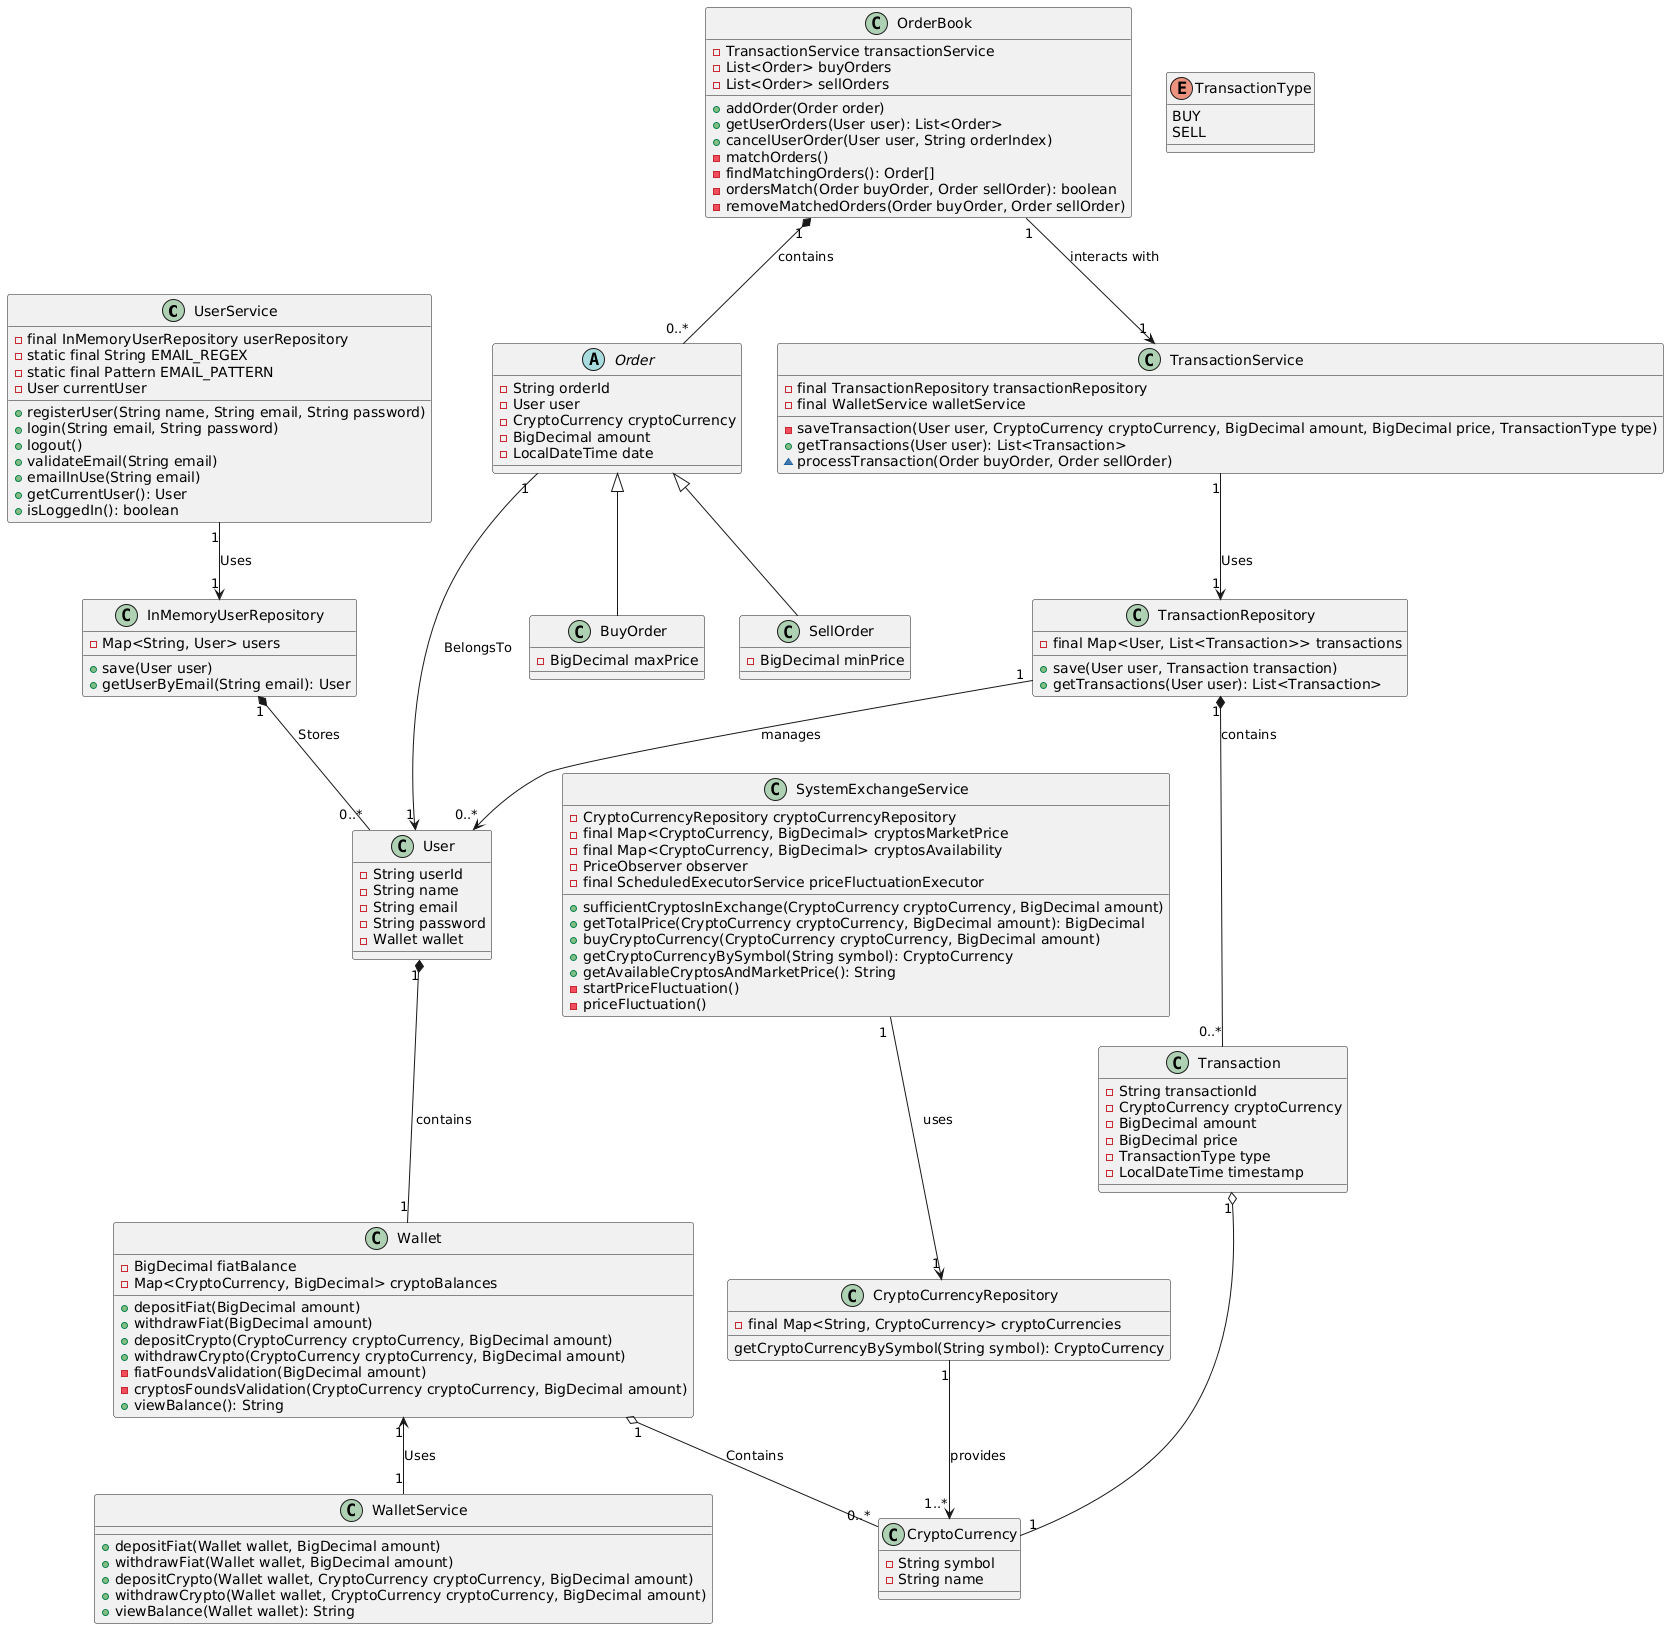 OrderBook
TransactionService transactionService
List<Order> buyOrders
List<Order> sellOrders
addOrder(Order order)
getUserOrders(User user): List<Order>
cancelUserOrder(User user, String orderIndex)
matchOrders()
findMatchingOrders(): Order[]
ordersMatch(Order buyOrder, Order sellOrder): boolean
removeMatchedOrders(Order buyOrder, Order sellOrder)
TransactionType
BUY
SELL
1
contains
0..*
1
interacts with
1
UserService
final InMemoryUserRepository userRepository
static final String EMAIL_REGEX
static final Pattern EMAIL_PATTERN
User currentUser
registerUser(String name, String email, String password)
login(String email, String password)
logout()
validateEmail(String email)
emailInUse(String email)
getCurrentUser(): User
isLoggedIn(): boolean
Order
String orderId
User user
CryptoCurrency cryptoCurrency
BigDecimal amount
LocalDateTime date
TransactionService
final TransactionRepository transactionRepository
final WalletService walletService
saveTransaction(User user, CryptoCurrency cryptoCurrency, BigDecimal amount, BigDecimal price, TransactionType type)
getTransactions(User user): List<Transaction>
processTransaction(Order buyOrder, Order sellOrder)
1
Uses
1
1
BelongsTo
1
1
Uses
1
InMemoryUserRepository
Map<String, User> users
save(User user)
getUserByEmail(String email): User
BuyOrder
BigDecimal maxPrice
SellOrder
BigDecimal minPrice
TransactionRepository
final Map<User, List<Transaction>> transactions
save(User user, Transaction transaction)
getTransactions(User user): List<Transaction>
1
Stores
0..*
1
manages
0..*
1
contains
0..*
User
String userId
String name
String email
String password
Wallet wallet
SystemExchangeService
CryptoCurrencyRepository cryptoCurrencyRepository
final Map<CryptoCurrency, BigDecimal> cryptosMarketPrice
final Map<CryptoCurrency, BigDecimal> cryptosAvailability
PriceObserver observer
final ScheduledExecutorService priceFluctuationExecutor
sufficientCryptosInExchange(CryptoCurrency cryptoCurrency, BigDecimal amount)
getTotalPrice(CryptoCurrency cryptoCurrency, BigDecimal amount): BigDecimal
buyCryptoCurrency(CryptoCurrency cryptoCurrency, BigDecimal amount)
getCryptoCurrencyBySymbol(String symbol): CryptoCurrency
getAvailableCryptosAndMarketPrice(): String
startPriceFluctuation()
priceFluctuation()
Transaction
String transactionId
CryptoCurrency cryptoCurrency
BigDecimal amount
BigDecimal price
TransactionType type
LocalDateTime timestamp
1
contains
1
1
uses
1
1
1
Wallet
BigDecimal fiatBalance
Map<CryptoCurrency, BigDecimal> cryptoBalances
depositFiat(BigDecimal amount)
withdrawFiat(BigDecimal amount)
depositCrypto(CryptoCurrency cryptoCurrency, BigDecimal amount)
withdrawCrypto(CryptoCurrency cryptoCurrency, BigDecimal amount)
fiatFoundsValidation(BigDecimal amount)
cryptosFoundsValidation(CryptoCurrency cryptoCurrency, BigDecimal amount)
viewBalance(): String
CryptoCurrencyRepository
final Map<String, CryptoCurrency> cryptoCurrencies
getCryptoCurrencyBySymbol(String symbol): CryptoCurrency
1
Uses
1
1
Contains
0..*
1
provides
1..*
WalletService
depositFiat(Wallet wallet, BigDecimal amount)
withdrawFiat(Wallet wallet, BigDecimal amount)
depositCrypto(Wallet wallet, CryptoCurrency cryptoCurrency, BigDecimal amount)
withdrawCrypto(Wallet wallet, CryptoCurrency cryptoCurrency, BigDecimal amount)
viewBalance(Wallet wallet): String
CryptoCurrency
String symbol
String name